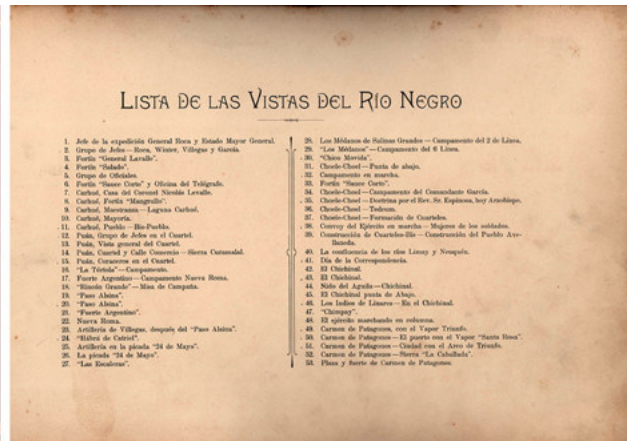 LISTA DE LAS VISTAS DEL RÍO NEGRO
1. Jefe de la expedición General Roca y Estado Mayor General.
2. Grupo de Jefes — Roca, Winter, Villegas y García.
3. Fortín "General Lavalle".
4. Fortín "Salado".
5. Grupo de Oficiales.
6. Fortín "Sauce Corto" y Oficina del Telégrafo.
7. Carhué, Casa del Coronel Nicolás Levalle.
8. Carhué, Fortín "Mangrullo".
9. Carhué, Maestranza — Laguna Carhué.
10. Carhué, Mayoría.
11. Carhué, Pueblo — Bis-Pueblo.
12. Puán, Grupo de Jefes en el Cuartel.
13. Puán, Vista general del Cuartel.
14. Puán, Cuartel y Calle Comercio — Sierra Curamalal.
15. Puán, Coraceros en el Cuartel.
16. "La Tórtola" — Campamento.
17. Fuerte Argentino — Campamento Nueva Roma.
18. "Rincón Grande" — Misa de Campaña.
19. "Paso Alsina".
20. "Paso Alsina".
21. "Fuerte Argentino".
22. Nueva Roma.
23. Artillería de Villegas, después del "Paso Alsina".
24. "Bibrí de Catriel".
25. Artillería en la picada "24 de Mayo".
26. La picada "24 de Mayo".
27. "Las Escaleras".
28. Los Médanos de Salinas Grandes — Campamento del 2 de Línea.
29. "Los Médanos" — Campamento del 6 Línea.
30. "Chico Movida".
31. Choele-Choel — Punta de abajo.
32. Campamento en marcha.
33. Fortín "Sauce Corto".
34. Choele-Choel — Campamento del Comandante García.
35. Choele-Choel — Doctrina por el Rev. Sr. Espinosa, hoy Arzobispo.
36. Choele-Choel — Tedeum.
37. Choele-Choel — Formación de Cuarteles.
38. Convoy del Ejército en marcha — Mujeres de los soldados.
39. Construcción de Cuarteles-Bis — Construcción del Pueblo Avellaneda.
40. La confluencia de los ríos Limay y Neuquén.
41. Día de la Correspondencia.
42. El Chichinal.
43. El Chichinal.
44. Nido del Aguila — Chichinal.
45. El Chichinal punta de Abajo.
46. Los Indios de Linares — En el Chichinal.
47. "Chimpay".
48. El ejército marchando en columna.
49. Carmen de Patagones, con el Vapor Triunfo.
50. Carmen de Patagones — El puerto con el Vapor "Santa Rosa".
51. Carmen de Patagones — Ciudad con el Arco de Triunfo.
52. Carmen de Patagones — Sierra "La Caballada".
53. Plaza y fuerte de Carmen de Patagones.